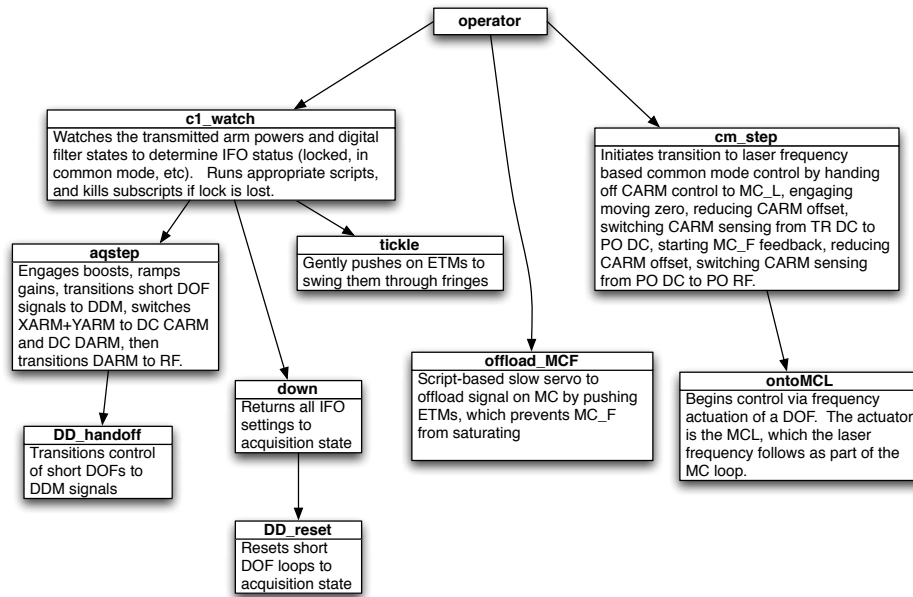 operator
c1_watch
Watches the transmitted arm powers and digital
filter states to determine IFO status (locked, in
common mode, etc). Runs appropriate scripts,
and kills subscripts if lock is lost.
cm_step
Initiates transition to laser frequency
based common mode control by handing
off CARM control to MC_L, engaging
moving zero, reducing CARM offset,
switching CARM sensing from TR DC to
PO DC, starting MC_F feedback, reducing
CARM offset, switching CARM sensing
from PO DC to PO RF.
aqstep
Engages boosts, ramps
gains, transitions short DOF
signals to DDM, switches
XARM+YARM to DC CARM
and DC DARM, then
transitions DARM to RF.
tickle
Gently pushes on ETMs to
swing them through fringes
offload_MCF
Script-based slow servo to
offload signal on MC by pushing
ETMs, which prevents MC_F
from saturating
ontoMCL
Begins control via frequency
actuation of a DOF. The actuator
is the MCL, which the laser
frequency follows as part of the
MC loop.
down
Returns all IFO
settings to
acquisition state
DD_handoff
Transitions control
of short DOFs to
DDM signals
DD_reset
Resets short
DOF loops to
acquisition state